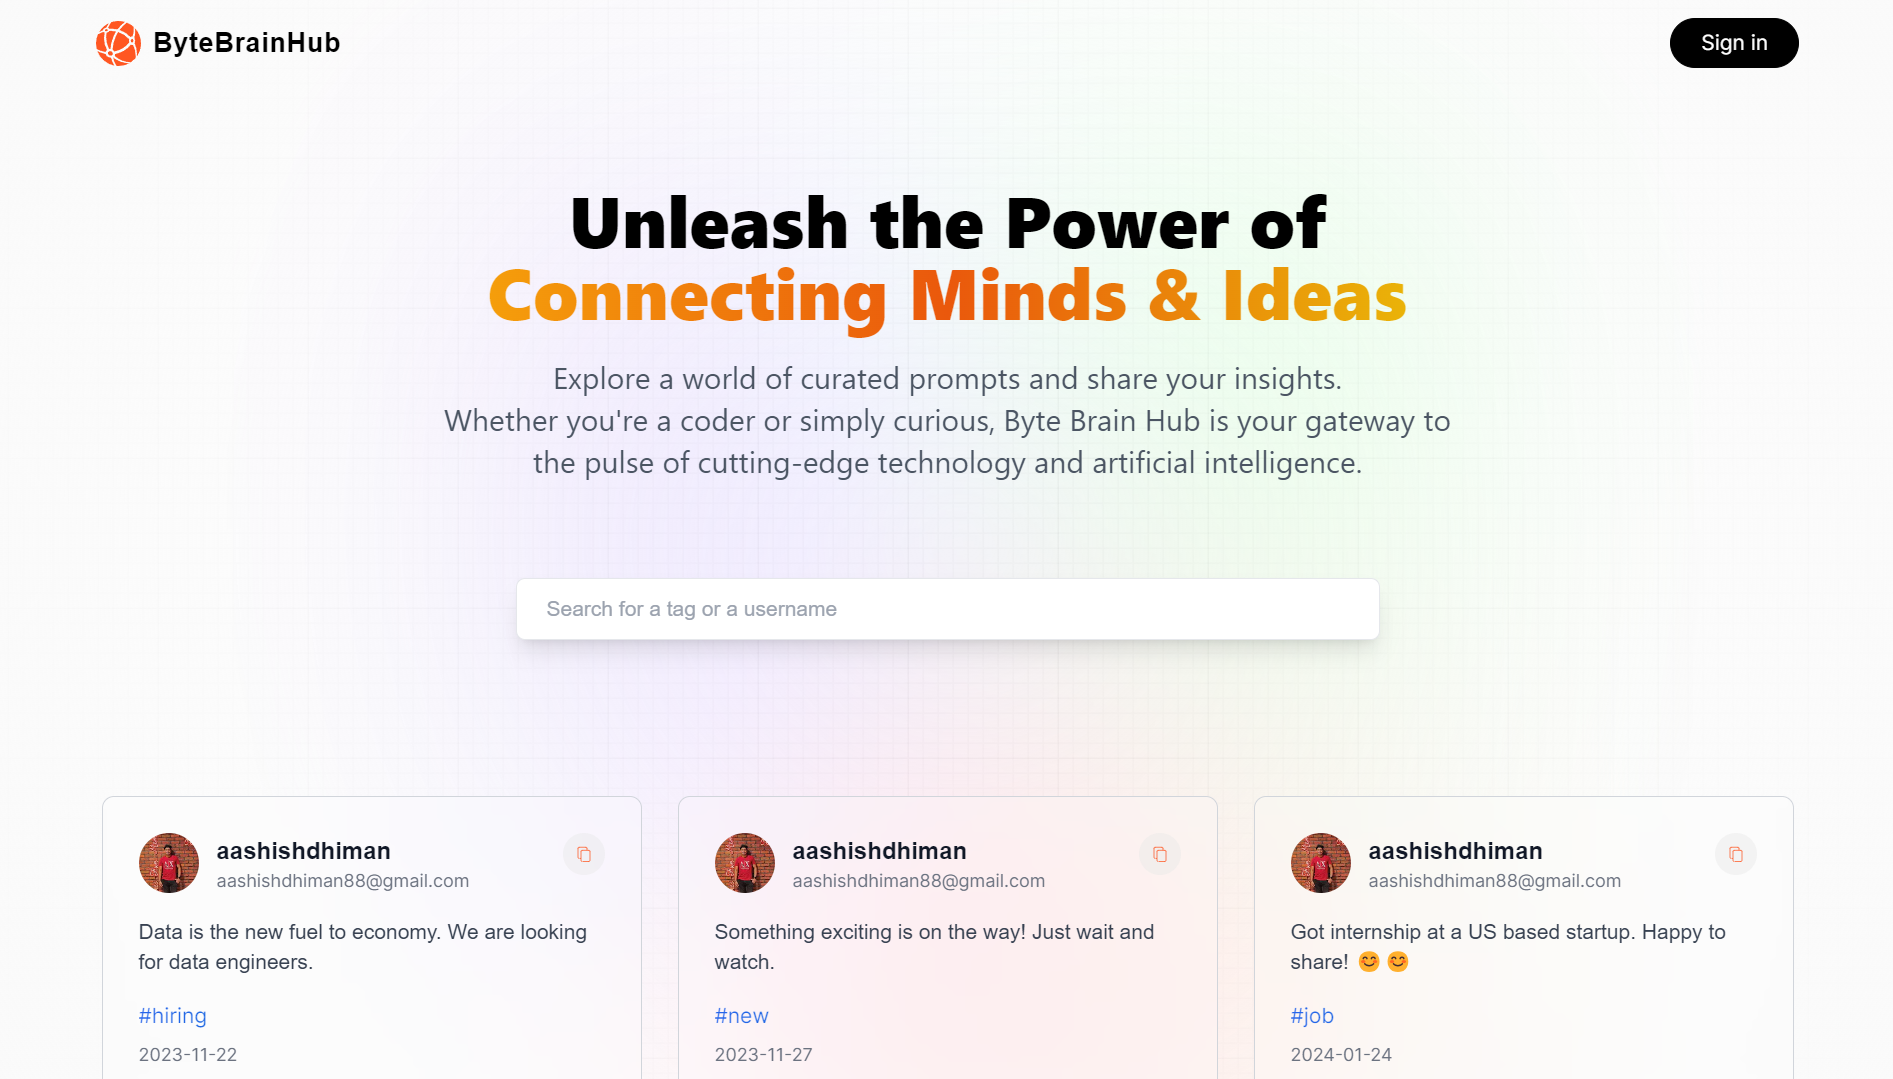 ByteBrainHub
Sign in
Unleash the Power of
Connecting Minds & Ideas
Explore a world of curated prompts and share your insights.
Whether you're a coder or simply curious, Byte Brain Hub is your gateway to
the pulse of cutting-edge technology and artificial intelligence.
Search for a tag or a username
aashishdhiman
aashishdhiman88@gmail.com
Data is the new fuel to economy. We are looking
for data engineers.
#hiring
2023-11-22
aashishdhiman
aashishdhiman88@gmail.com
Something exciting is on the way! Just wait and
watch.
#new
2023-11-27
aashishdhiman
aashishdhiman88@gmail.com
Got internship at a US based startup. Happy to
share! 😊 😊
#job
2024-01-24